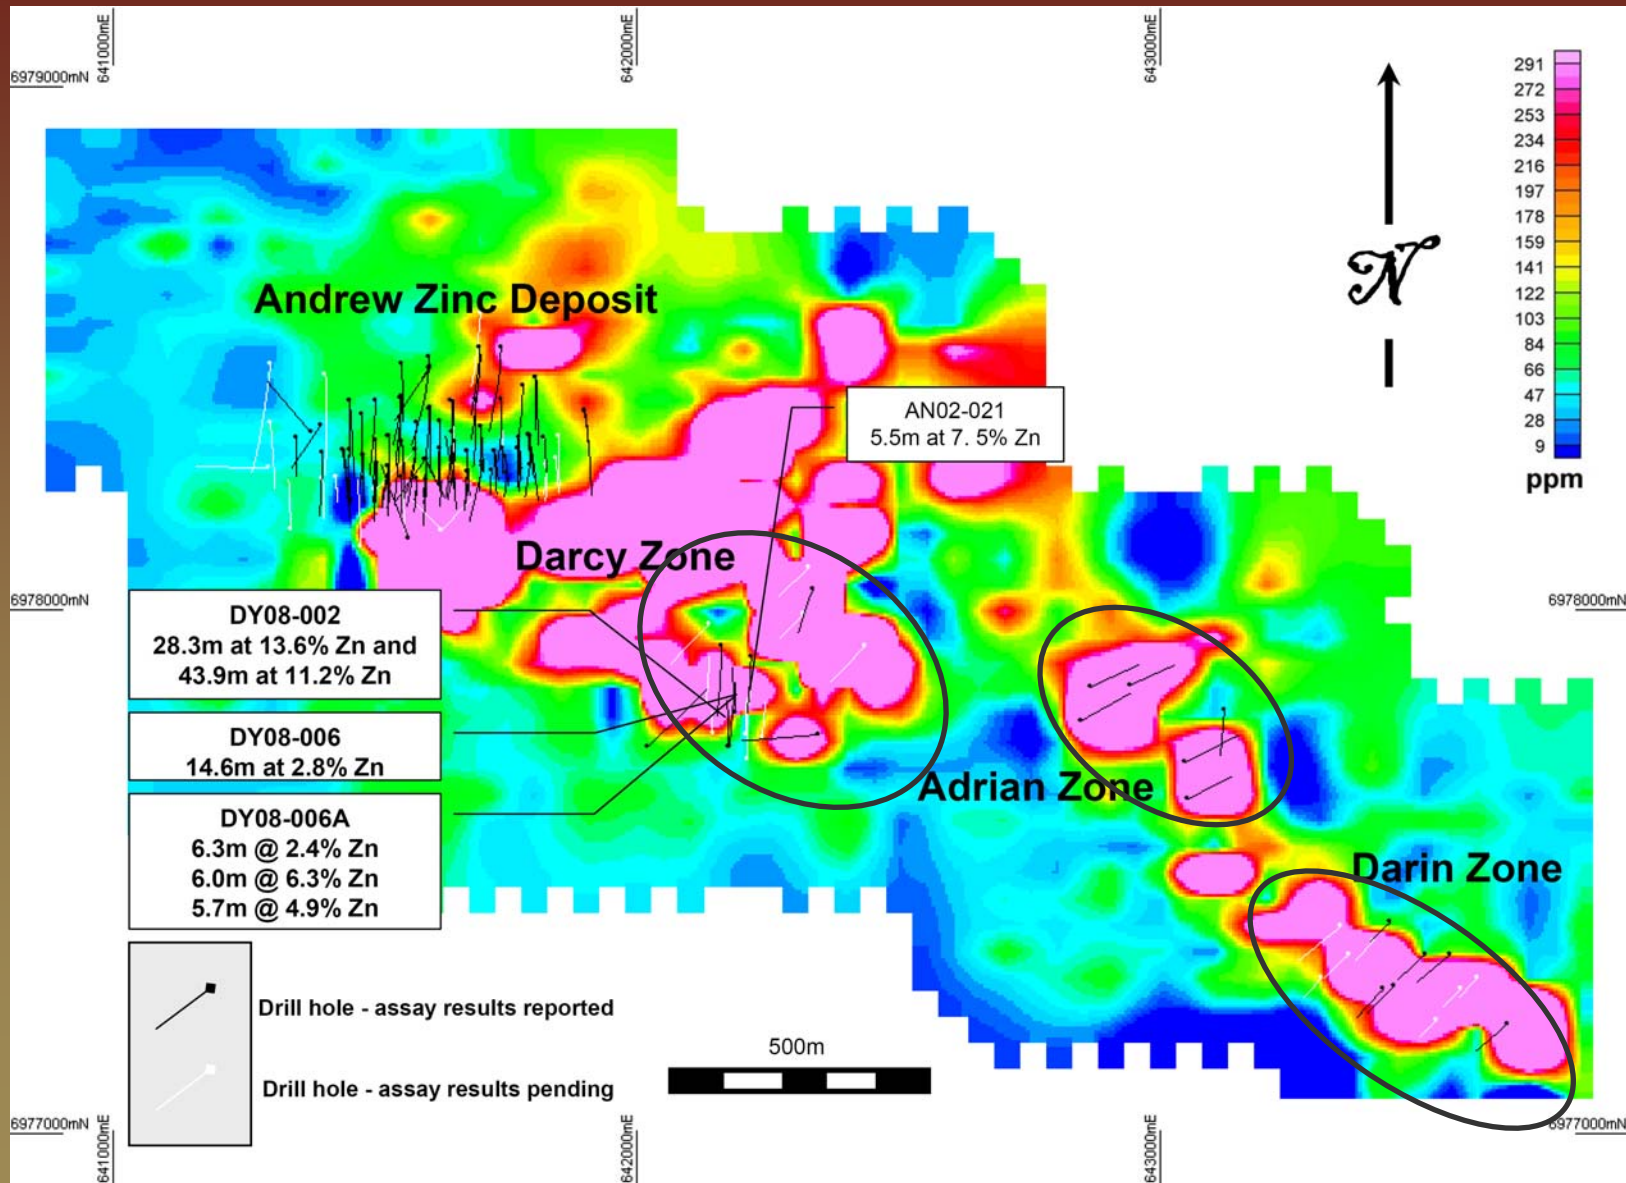 641000mE
642000mE
643000mE
6979000mN
291
272
253
234
216
197
178
159
141
122
103
84
66
47
28
9
ppm
N
Andrew Zinc Deposit
AN02-021
5.5m at 7. 5% Zn
Darcy Zone
6978000mN
6978000mN
DY08-002
28.3m at 13.6% Zn and
43.9m at 11.2% Zn
DY08-006
14.6m at 2.8% Zn
Adrian Zone
DY08-006A
6.3m @ 2.4% Zn
6.0m @ 6.3% Zn
5.7m @ 4.9% Zn
Darin Zone
Drill hole - assay results reported
500m
Drill hole - assay results pending
6977000mN
6977000mN
641000mE
642000mE
643000mE